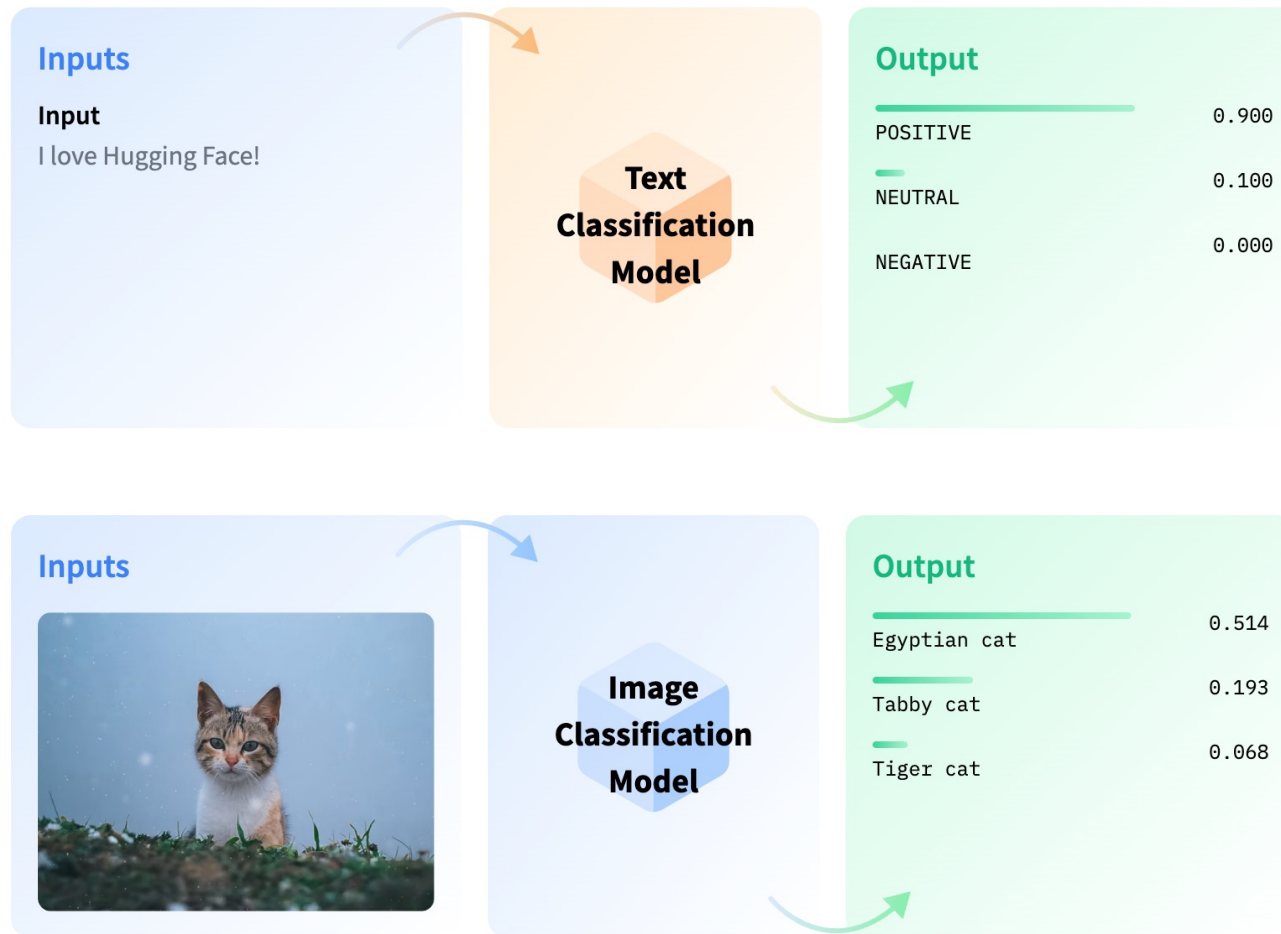 Inputs
Input
I love Hugging Face!
Text
Classification
Model
Output
POSITIVE 0.900
NEUTRAL 0.100
NEGATIVE 0.000
Inputs
Image
Classification
Model
Output
Egyptian cat 0.514
Tabby cat 0.193
Tiger cat 0.068